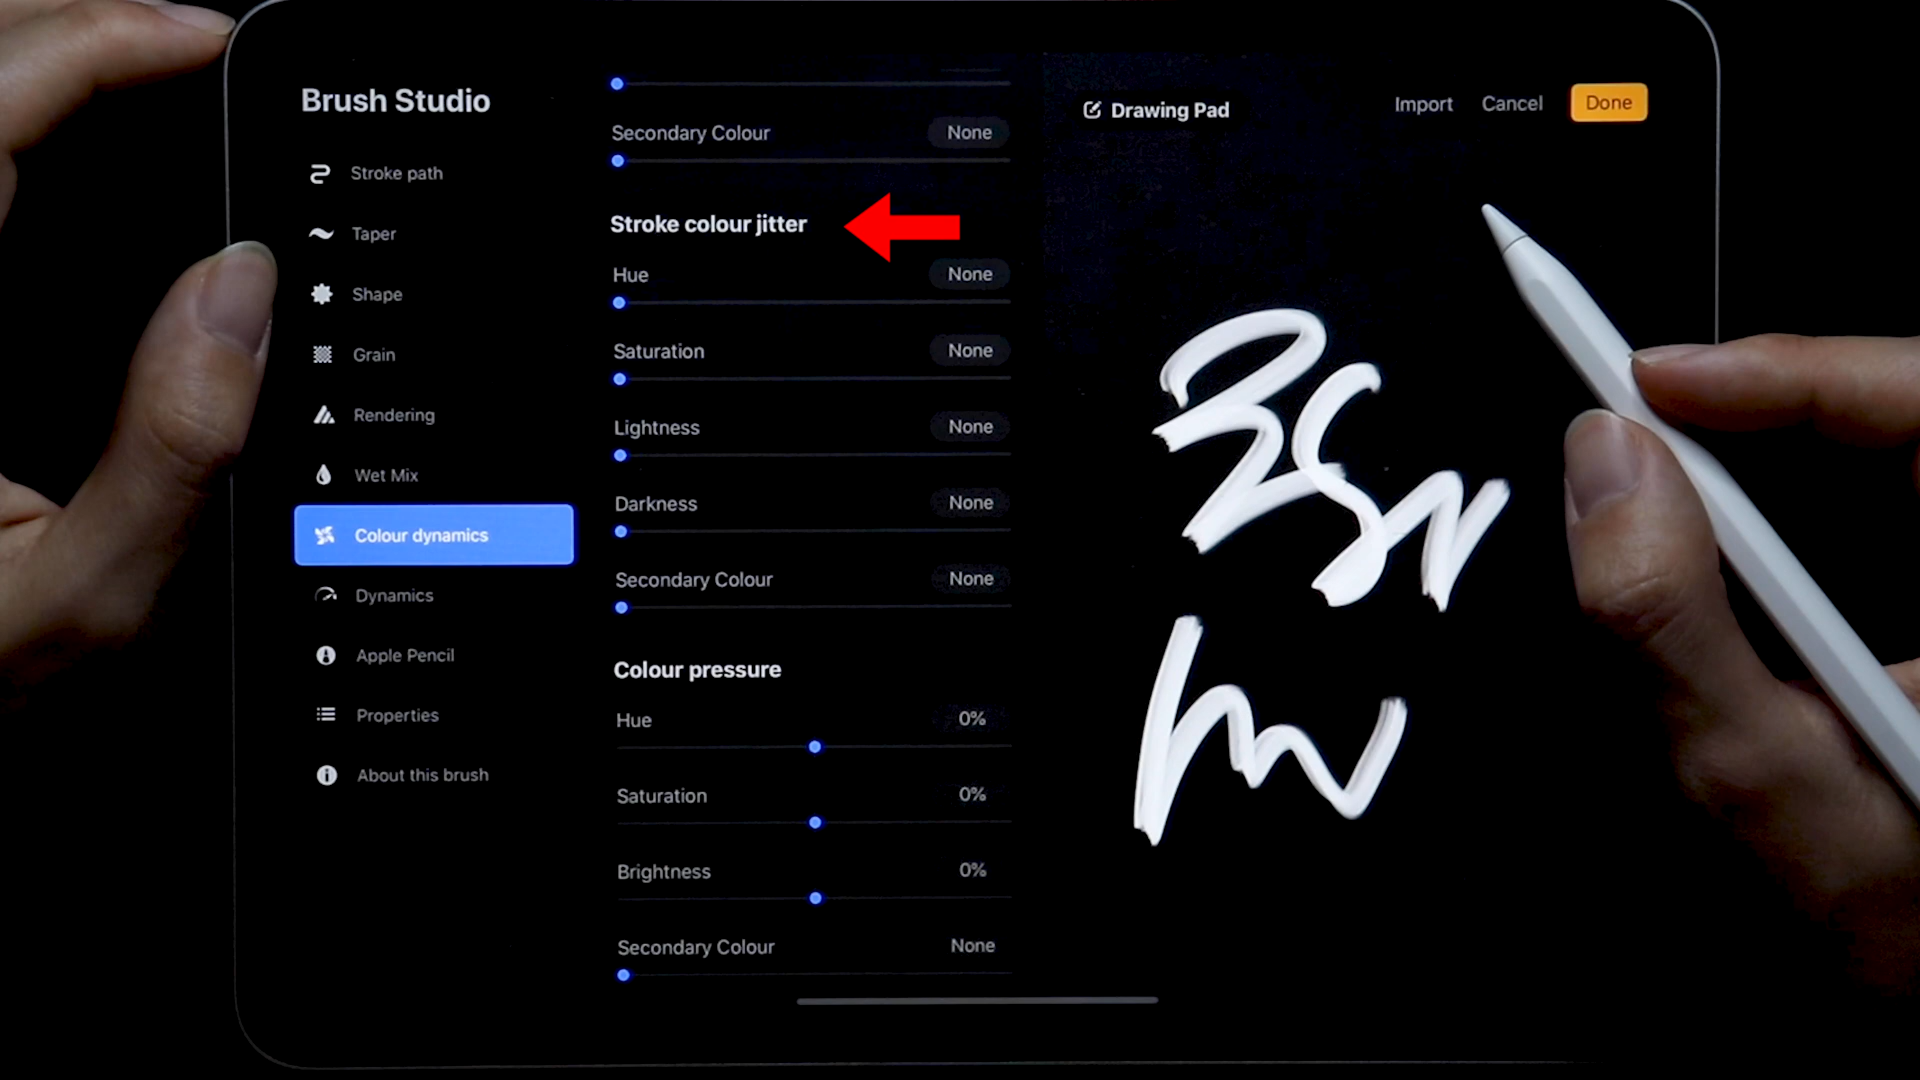 Brush Studio
Stroke path
Taper
Shape
Grain
Rendering
Wet Mix
Colour dynamics
Dynamics
Apple Pencil
Properties
About this brush
Secondary Colour None
Stroke colour jitter
Hue None
Saturation None
Lightness None
Darkness None
Secondary Colour None
Colour pressure
Hue 0%
Saturation 0%
Brightness 0%
Secondary Colour None
Drawing Pad
Import Cancel Done